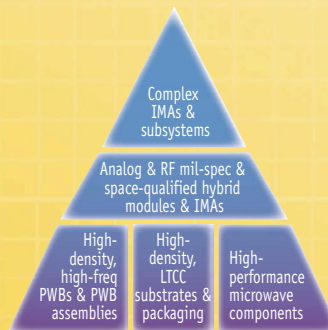 Complex
IMAs &
subsystems
Analog & RF mil-spec &
space-qualified hybrid
modules & IMAs
High-
density,
high-freq
PWBs & PWB
assemblies
High-
density,
LTCC
substrates &
packaging
High-
performance
microwave
components